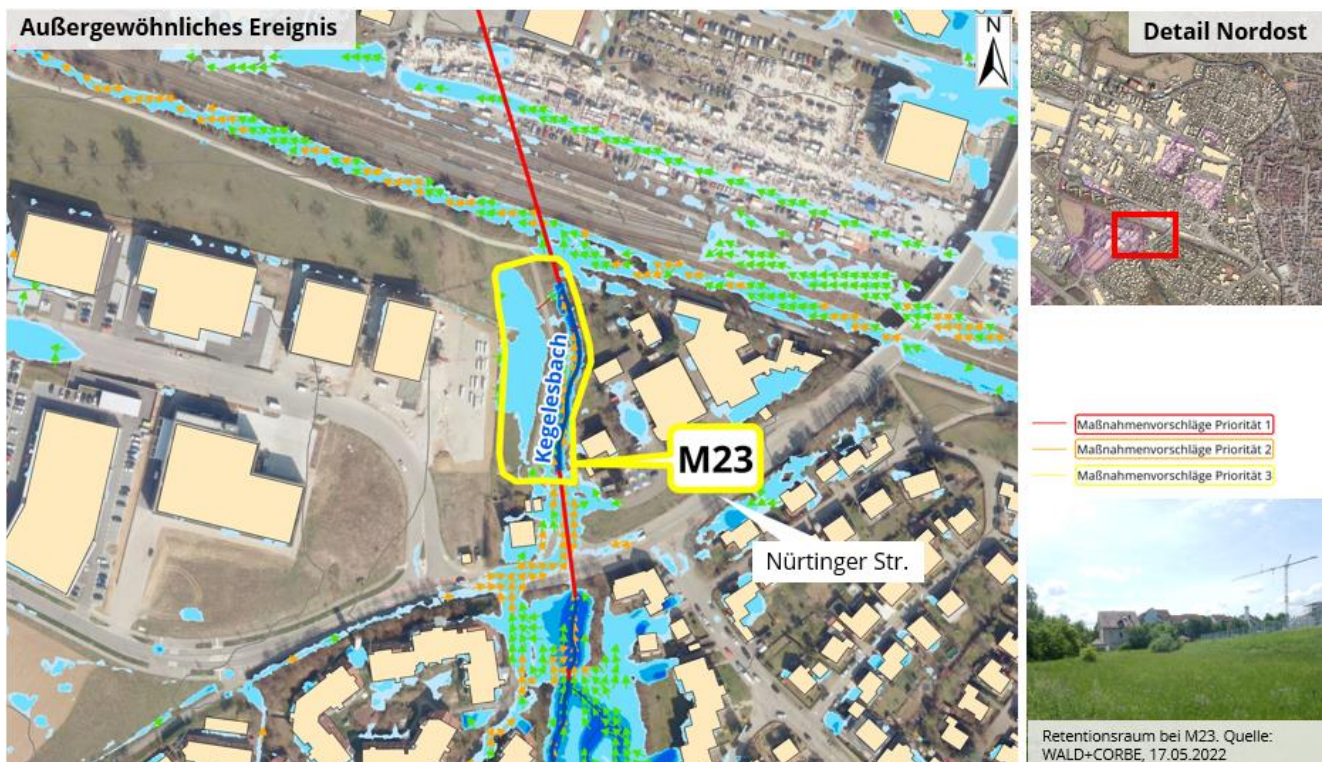 Außergewöhnliches Ereignis
N
Kegelesbach
M23
Nürtinger Str.
Detail Nordost
Maßnahmenvorschläge Priorität 1
Maßnahmenvorschläge Priorität 2
Maßnahmenvorschläge Priorität 3
Retentionsraum bei M23. Quelle:
WALD+CORBE, 17.05.2022